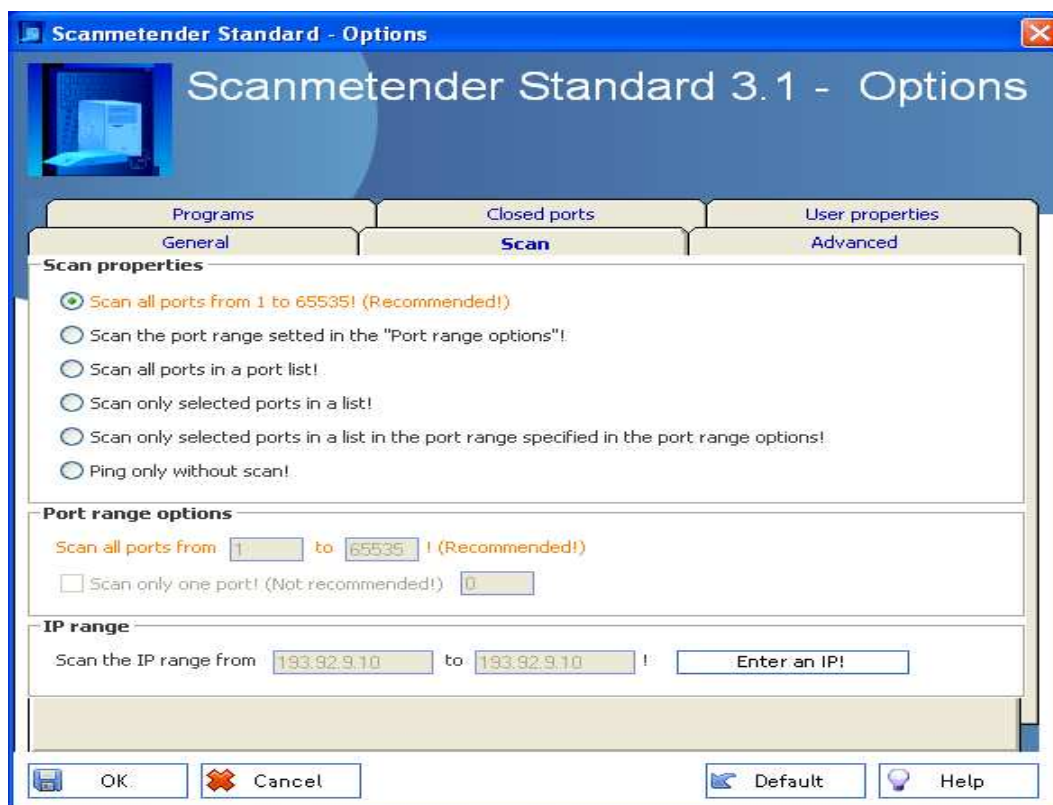 Scanmetender Standard - Options
Scanmetender Standard 3.1 - Options
Programs Closed ports User properties
General Scan Advanced
Scan properties
Scan all ports from 1 to 65535! (Recommended!)
Scan the port range setted in the "Port range options"!
Scan all ports in a port list!
Scan only selected ports in a list!
Scan only selected ports in a list in the port range specified in the port range options!
Ping only without scan!
Port range options
Scan all ports from 1 to 65535 ! (Recommended!)
Scan only one port! (Not recommended!) 0
IP range
Scan the IP range from 193.92.9.10 to 193.92.9.10 ! Enter an IP!
OK Cancel Default Help